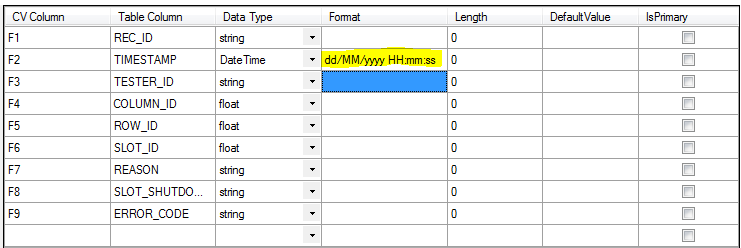 CV Column Table Column Data Type Format Length DefaultValue IsPrimary
F1 REC_ID string 0
F2 TIMESTAMP DateTime dd/MM/yyyy HH:mm:ss 0
F3 TESTER_ID string 0
F4 COLUMN_ID float 0
F5 ROW_ID float 0
F6 SLOT_ID float 0
F7 REASON string 0
F8 SLOT_SHUTDO... string 0
F9 ERROR_CODE string 0